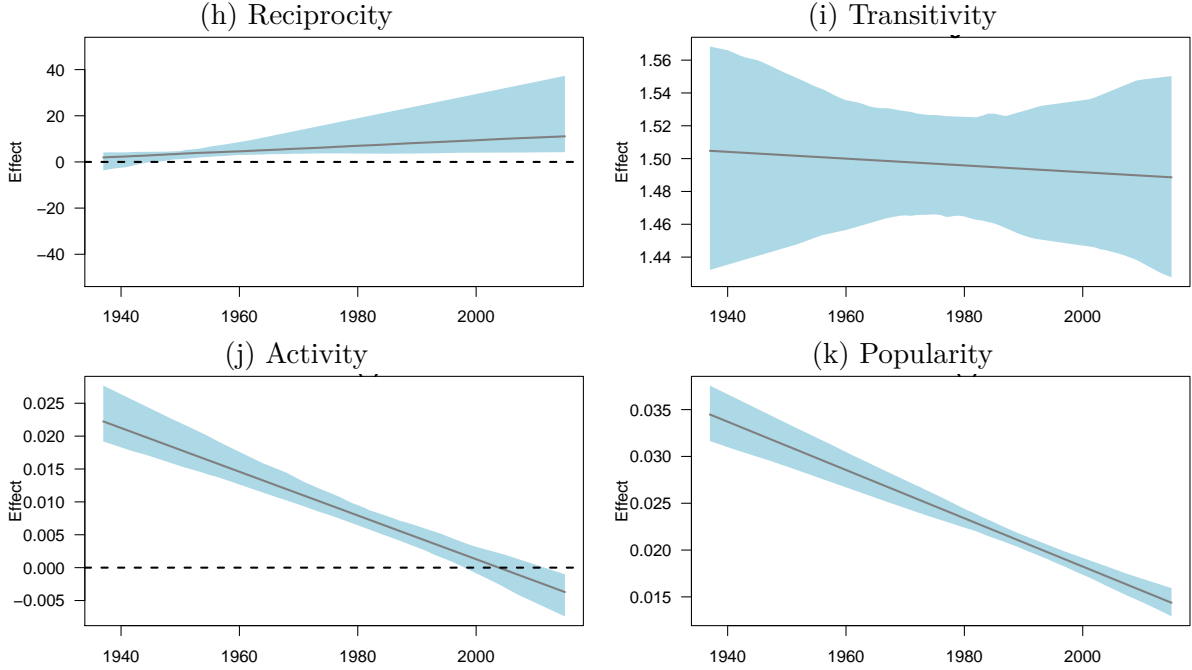 (h) Reciprocity
(i) Transitivity
40
20
0
−20
−40
Effect
1940 1960 1980 2000
1.56
1.54
1.52
1.50
1.48
1.46
1.44
Effect
1940 1960 1980 2000
(j) Activity
(k) Popularity
0.025
0.020
0.015
0.010
0.005
0.000
−0.005
Effect
1940 1960 1980 2000
0.035
0.030
0.025
0.020
0.015
Effect
1940 1960 1980 2000